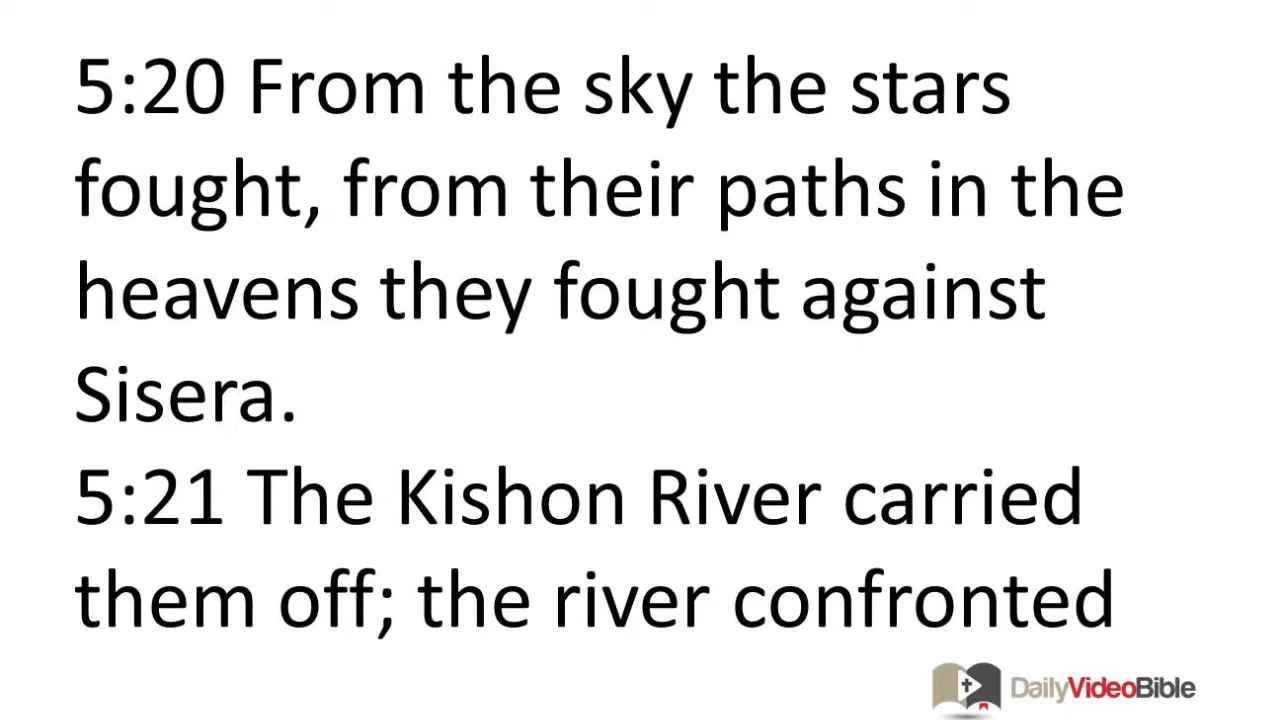 5:20 From the sky the stars
fought, from their paths in the
heavens they fought against
Sisera.
5:21 The Kishon River carried
them off; the river confronted
DailyVideoBible